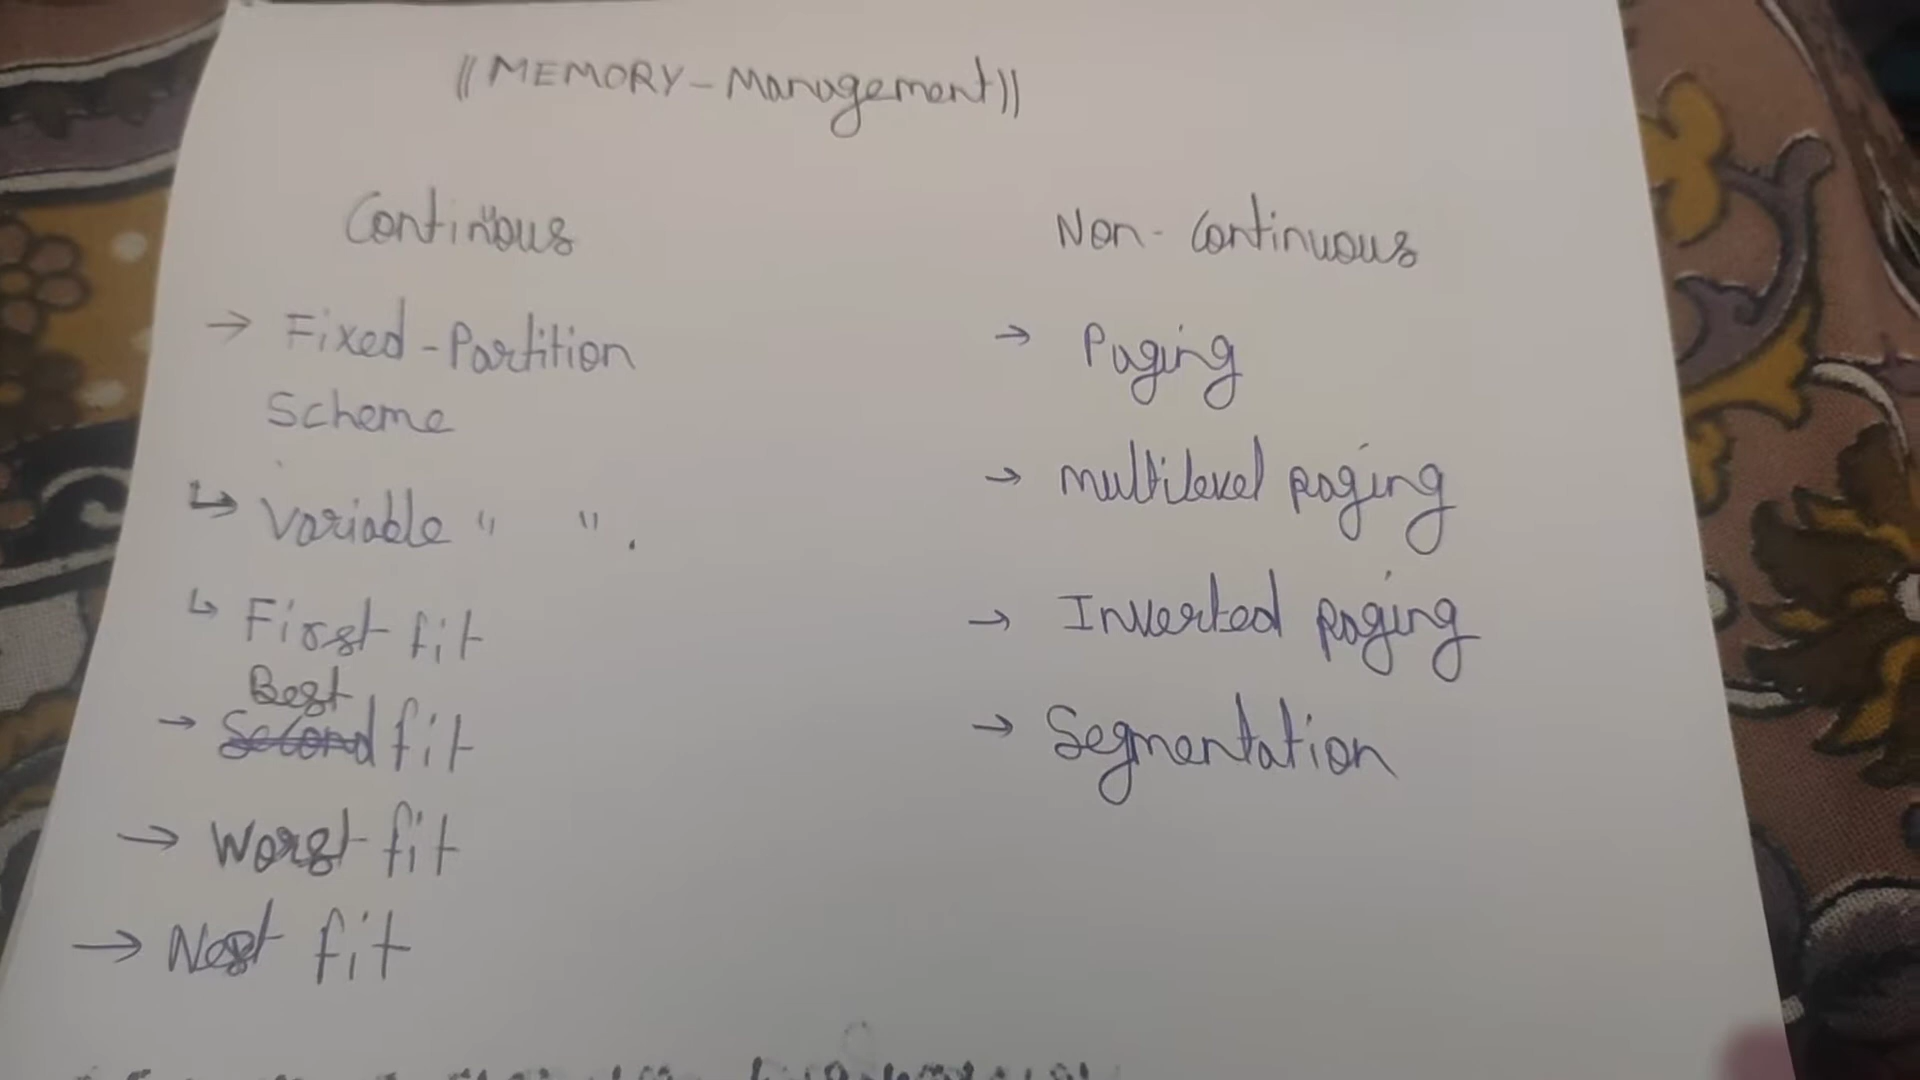 || MEMORY - Management ||
Continuous
→ Fixed - Partition
Scheme
↳ Variable " " .
↳ First fit
Best
→ Second fit
→ Worst fit
→ Next fit
Non - Continuous
→ Paging
→ multilevel paging
→ Inverted paging
→ Segmentation